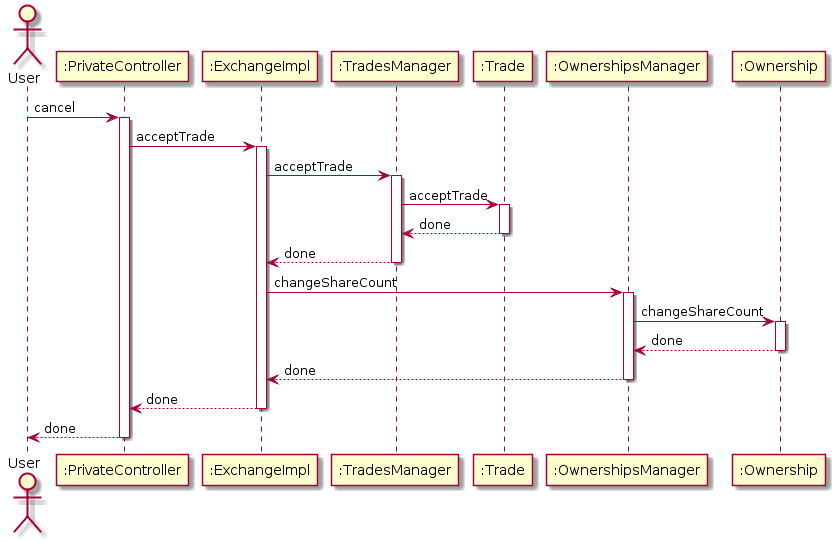 User
:PrivateController
:ExchangeImpl
:TradesManager
:Trade
:OwnershipsManager
:Ownership
cancel
acceptTrade
acceptTrade
acceptTrade
done
done
changeShareCount
changeShareCount
done
done
done
done
User
:PrivateController
:ExchangeImpl
:TradesManager
:Trade
:OwnershipsManager
:Ownership